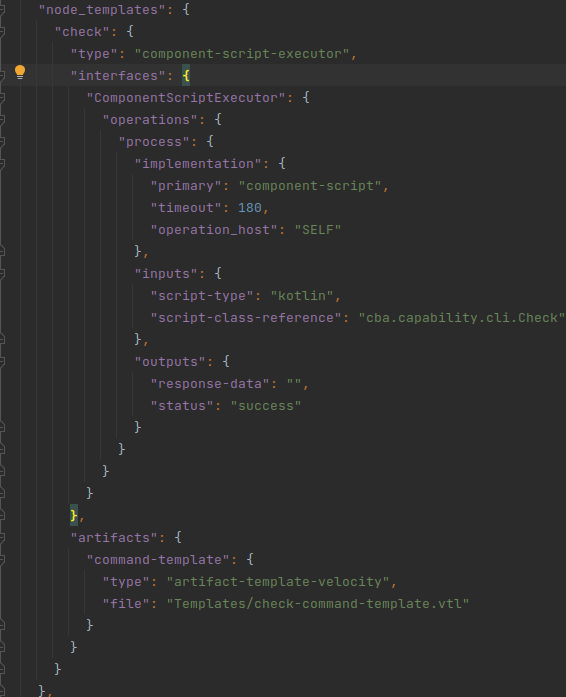 "node_templates": {
"check": {
"type": "component-script-executor",
"interfaces": {
"ComponentScriptExecutor": {
"operations": {
"process": {
"implementation": {
"primary": "component-script",
"timeout": 180,
"operation_host": "SELF"
},
"inputs": {
"script-type": "kotlin",
"script-class-reference": "cba.capability.cli.Check"
},
"outputs": {
"response-data": "",
"status": "success"
}
}
}
}
},
"artifacts": {
"command-template": {
"type": "artifact-template-velocity",
"file": "Templates/check-command-template.vtl"
}
}
}
},